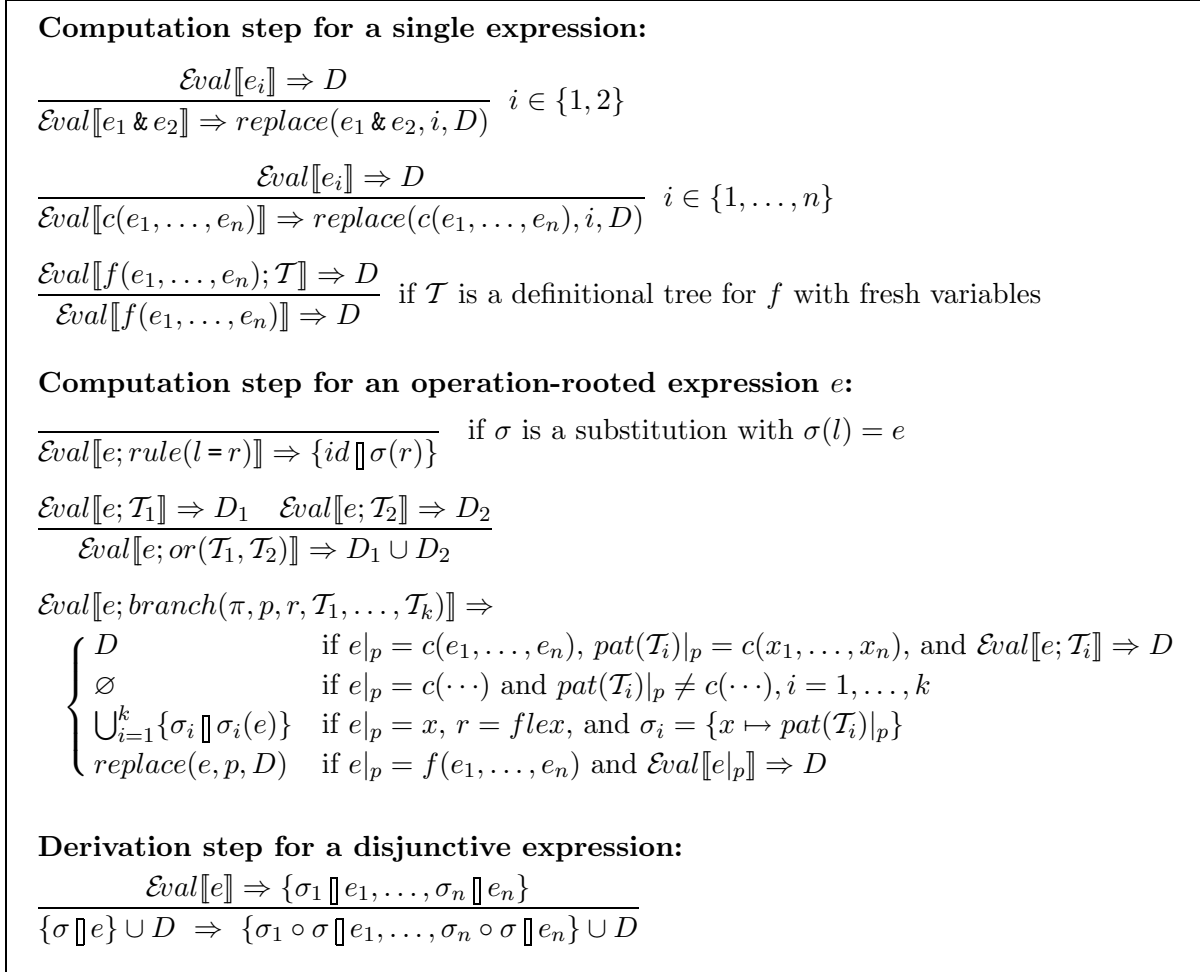 Computation step for a single expression:
Eval⟦e_i⟧ ⇒ D
Eval⟦e_1 & e_2⟧ ⇒ replace(e_1 & e_2, i, D)   i ∈ {1, 2}
Eval⟦e_i⟧ ⇒ D
Eval⟦c(e_1, . . . , e_n)⟧ ⇒ replace(c(e_1, . . . , e_n), i, D)   i ∈ {1, . . . , n}
Eval⟦f(e_1, . . . , e_n); T⟧ ⇒ D
Eval⟦f(e_1, . . . , e_n)⟧ ⇒ D   if T is a definitional tree for f with fresh variables
Computation step for an operation-rooted expression e:
Eval⟦e; rule(l = r)⟧ ⇒ {id ▯ σ(r)}   if σ is a substitution with σ(l) = e
Eval⟦e; T_1⟧ ⇒ D_1   Eval⟦e; T_2⟧ ⇒ D_2
Eval⟦e; or(T_1, T_2)⟧ ⇒ D_1 ∪ D_2
Eval⟦e; branch(π, p, r, T_1, . . . , T_k)⟧ ⇒
D   if e|_p = c(e_1, . . . , e_n), pat(T_i)|_p = c(x_1, . . . , x_n), and Eval⟦e; T_i⟧ ⇒ D
∅   if e|_p = c(· · ·) and pat(T_i)|_p ≠ c(· · ·), i = 1, . . . , k
⋃_{i=1}^k {σ_i ▯ σ_i(e)}   if e|_p = x, r = flex, and σ_i = {x ↦ pat(T_i)|_p}
replace(e, p, D)   if e|_p = f(e_1, . . . , e_n) and Eval⟦e|_p⟧ ⇒ D
Derivation step for a disjunctive expression:
Eval⟦e⟧ ⇒ {σ_1 ▯ e_1, . . . , σ_n ▯ e_n}
{σ ▯ e} ∪ D ⇒ {σ_1 ∘ σ ▯ e_1, . . . , σ_n ∘ σ ▯ e_n} ∪ D